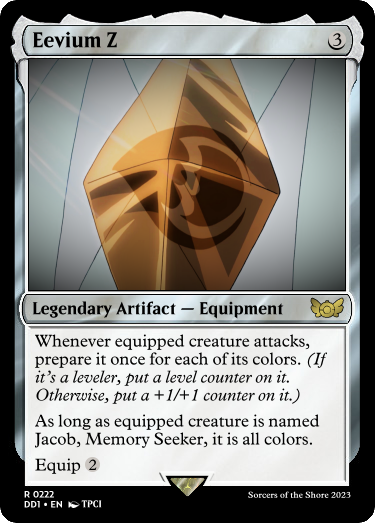 Eevium Z 3
Legendary Artifact — Equipment
Whenever equipped creature attacks,
prepare it once for each of its colors. (If
it's a leveler, put a level counter on it.
Otherwise, put a +1/+1 counter on it.)
As long as equipped creature is named
Jacob, Memory Seeker, it is all colors.
Equip 2
R 0222
DD1 • EN TPCI
Sorcers of the Shore 2023